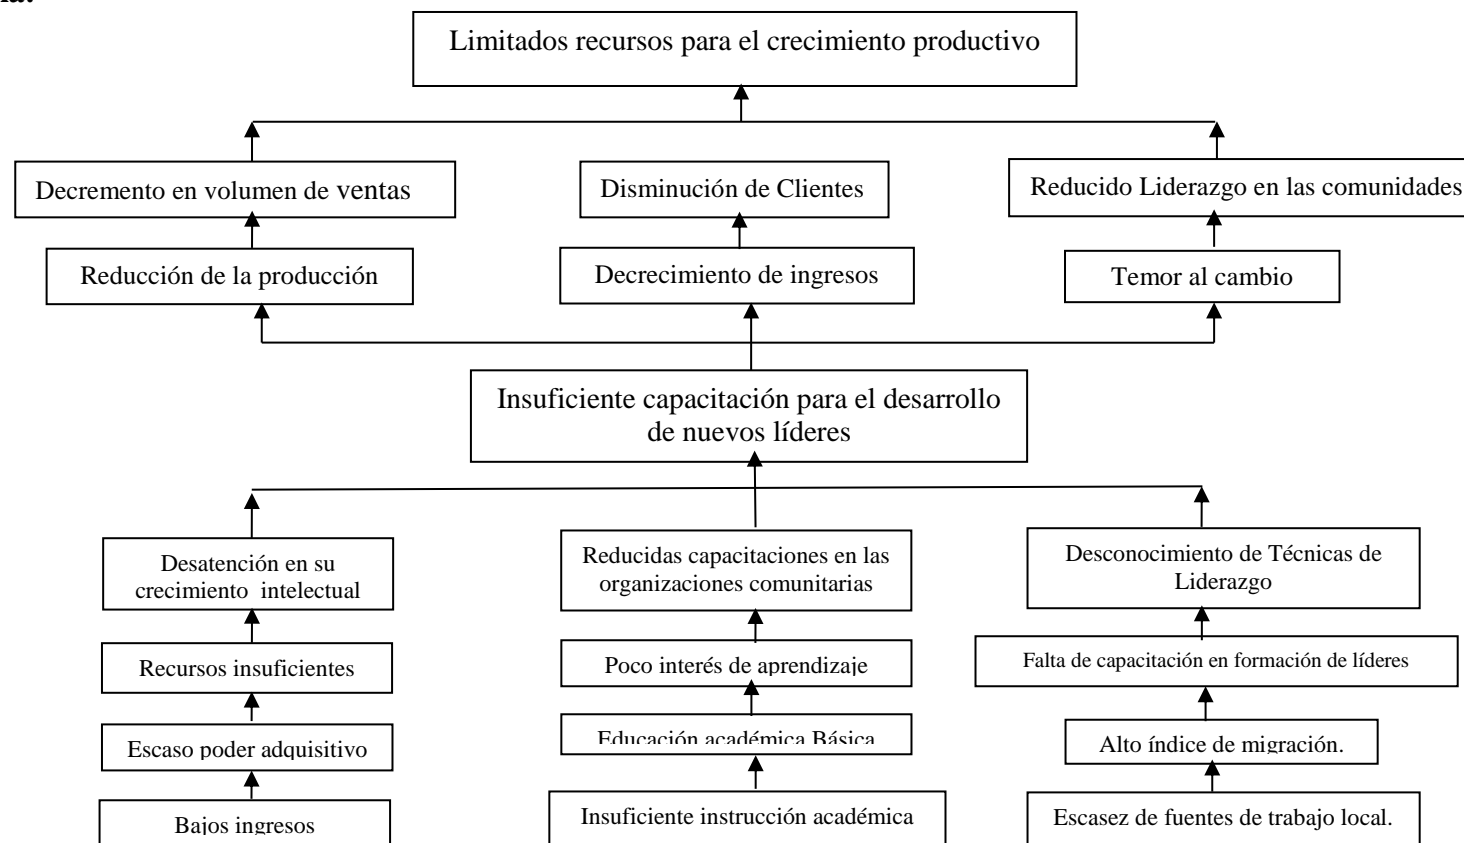 Limitados recursos para el crecimiento productivo
Decremento en volumen de ventas
Disminución de Clientes
Reducido Liderazgo en las comunidades
Reducción de la producción
Decrecimiento de ingresos
Temor al cambio
Insuficiente capacitación para el desarrollo
de nuevos líderes
Desatención en su
crecimiento intelectual
Reducidas capacitaciones en las
organizaciones comunitarias
Desconocimiento de Técnicas de
Liderazgo
Recursos insuficientes
Poco interés de aprendizaje
Falta de capacitación en formación de líderes
Escaso poder adquisitivo
Educación académica Básica
Alto índice de migración.
Bajos ingresos
Insuficiente instrucción académica
Escasez de fuentes de trabajo local.